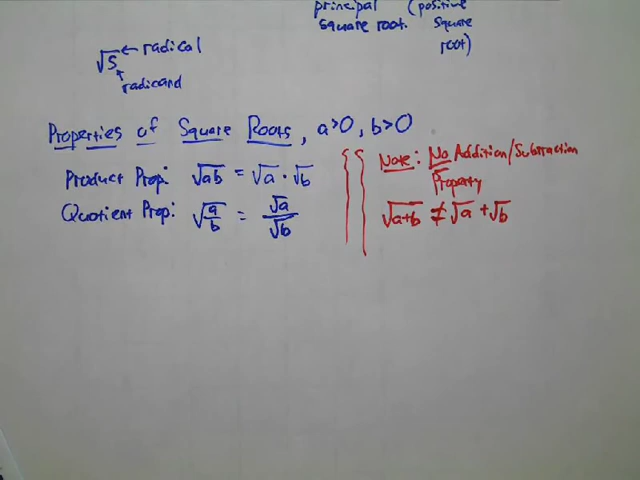 principal (positive
square root. square
root)
√5 ← radical
radicand
Properties of Square Roots, a>0, b>0
Product Prop: √ab = √a · √b
Quotient Prop: √(a/b) = √a/√b
Note: No Addition/Subtraction
Property
√a+b ≠ √a + √b